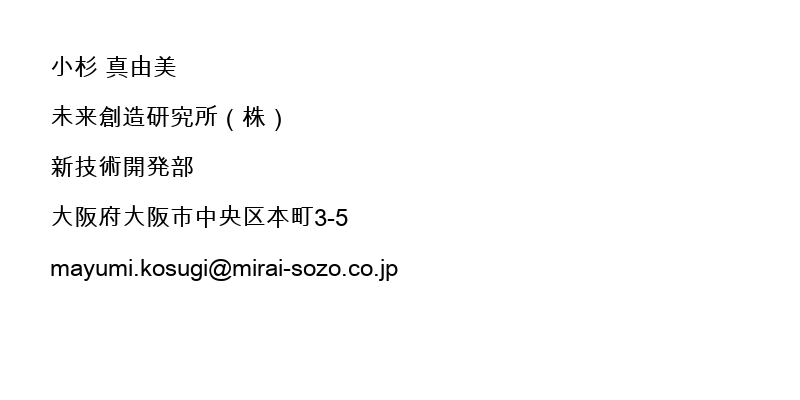 小杉 真由美
未来創造研究所（株）
新技術開発部
大阪府大阪市中央区本町3-5
mayumi.kosugi@mirai-sozo.co.jp